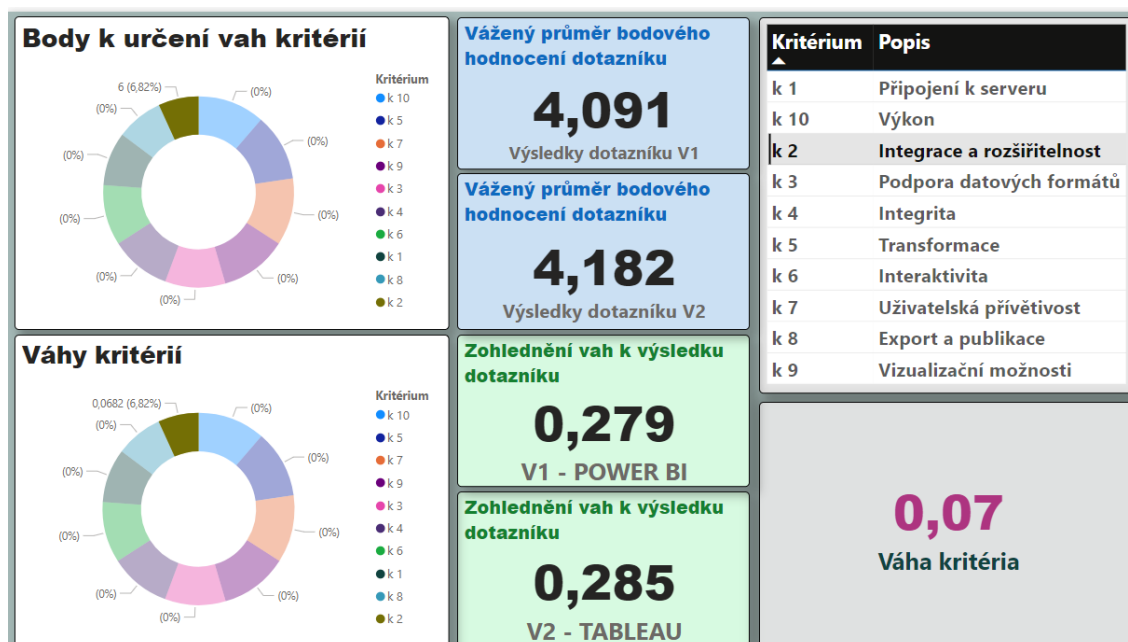 Body k určení vah kritérií
6 (6,82%)
(0%)
(0%)
(0%)
(0%)
(0%)
(0%)
(0%)
(0%)
(0%)
Kritérium
k 10
k 5
k 7
k 9
k 3
k 4
k 6
k 1
k 8
k 2
Váhy kritérií
0,0682 (6,82%)
(0%)
(0%)
(0%)
(0%)
(0%)
(0%)
(0%)
(0%)
(0%)
Kritérium
k 10
k 5
k 7
k 9
k 3
k 4
k 6
k 1
k 8
k 2
Vážený průměr bodového
hodnocení dotazníku
4,091
Výsledky dotazníku V1
Vážený průměr bodového
hodnocení dotazníku
4,182
Výsledky dotazníku V2
Zohlednění vah k výsledku
dotazníku
0,279
V1 - POWER BI
Zohlednění vah k výsledku
dotazníku
0,285
V2 - TABLEAU
Kritérium Popis
k 1 Připojení k serveru
k 10 Výkon
k 2 Integrace a rozšiřitelnost
k 3 Podpora datových formátů
k 4 Integrita
k 5 Transformace
k 6 Interaktivita
k 7 Uživatelská přívětivost
k 8 Export a publikace
k 9 Vizualizační možnosti
0,07
Váha kritéria